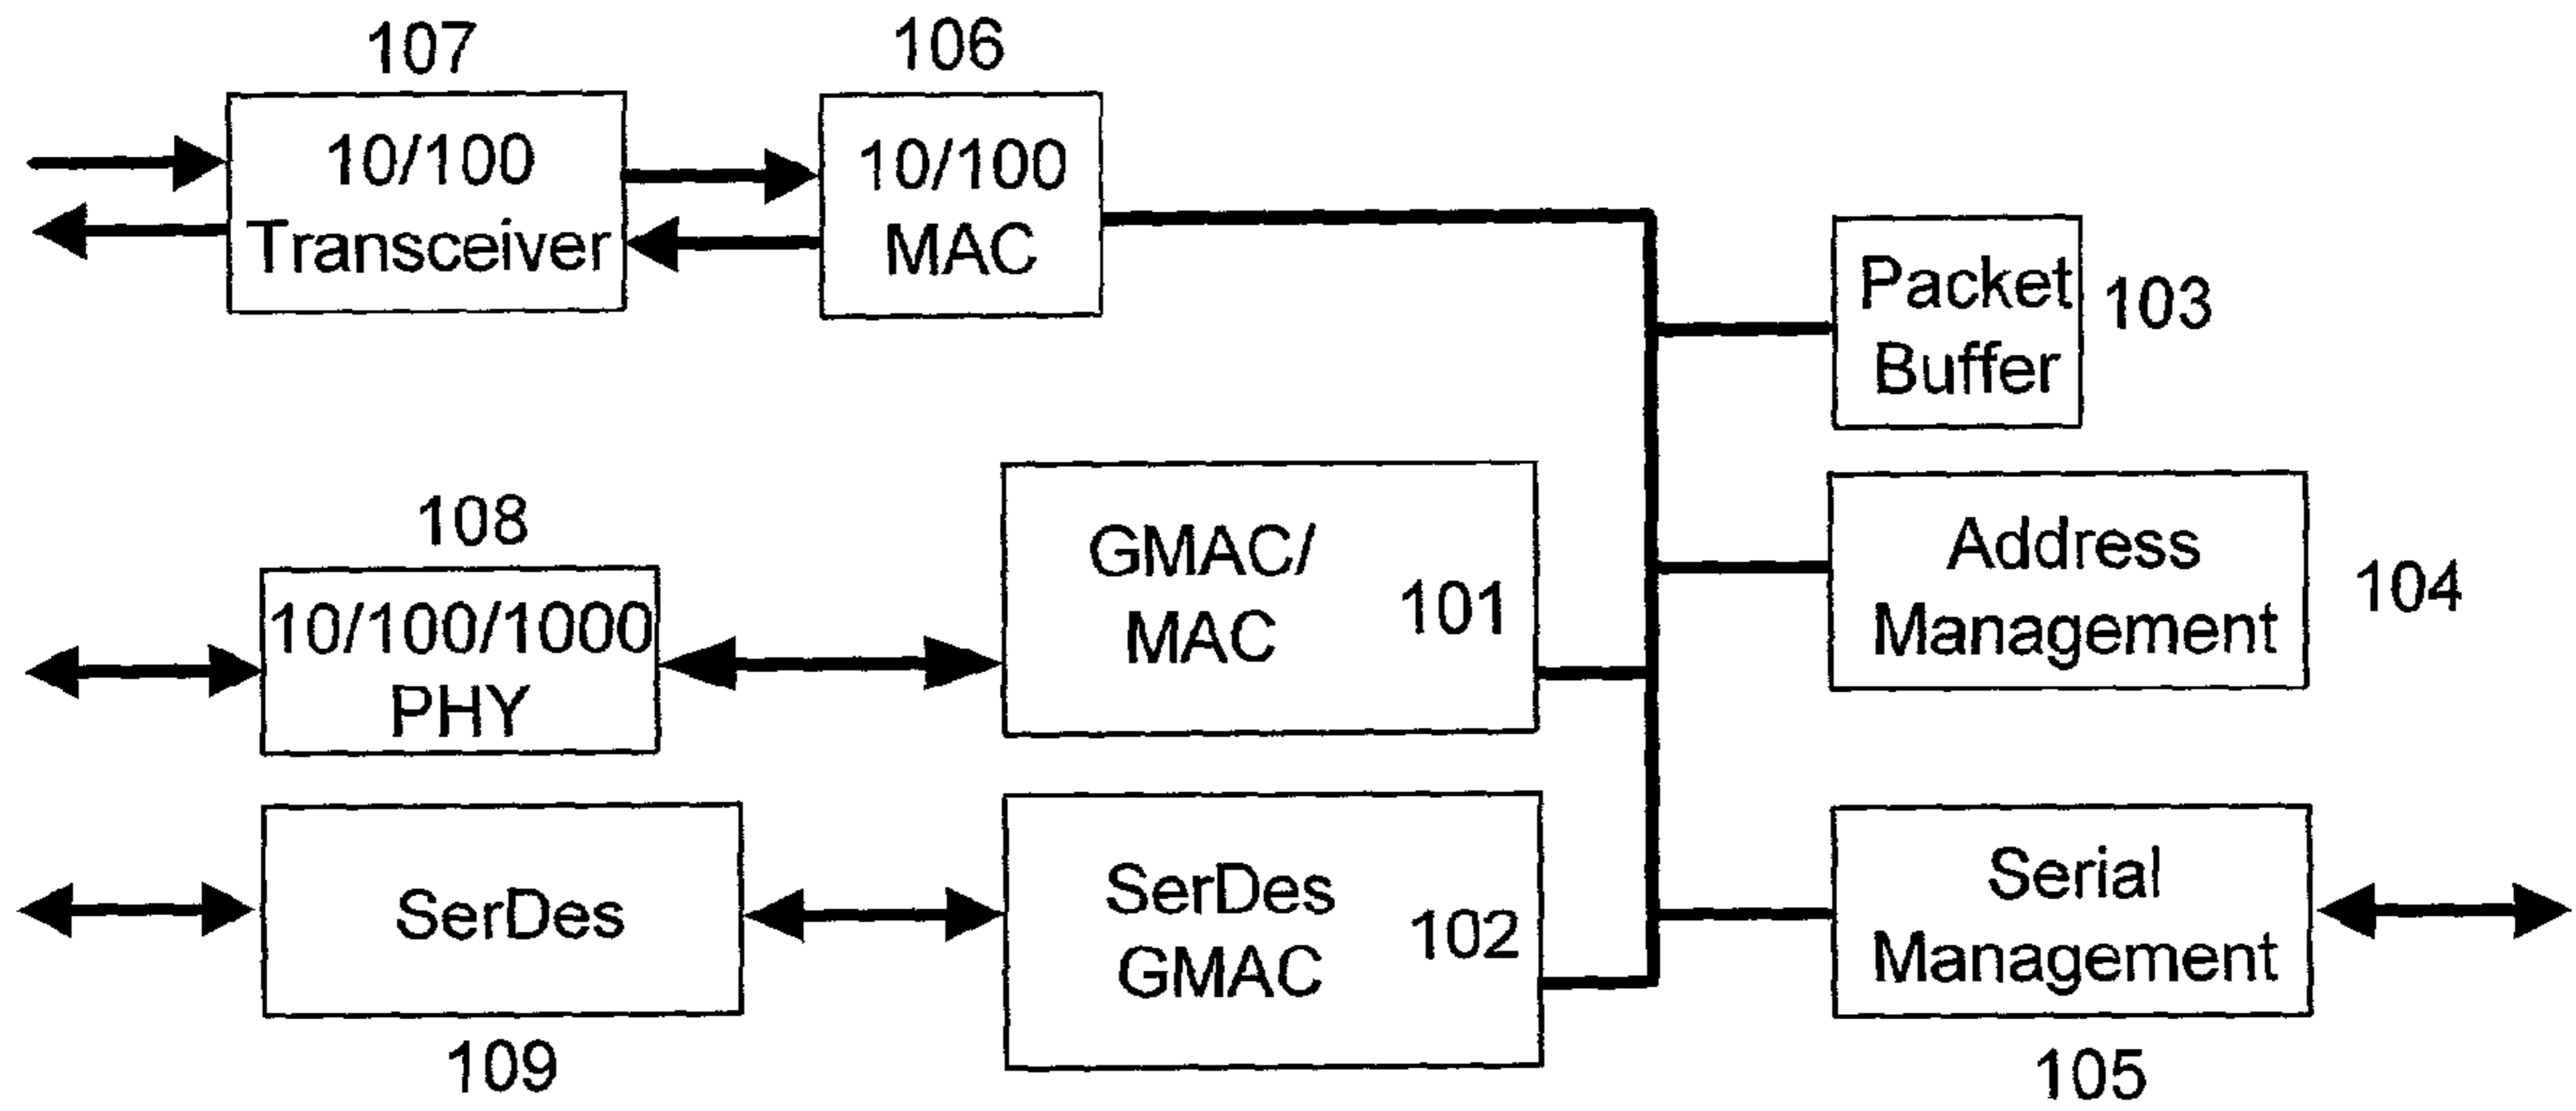 107
106
10/100
Transceiver
10/100
MAC
Packet
Buffer
103
108
10/100/1000
PHY
GMAC/
MAC
101
Address
Management
104
SerDes
109
SerDes
GMAC
102
Serial
Management
105